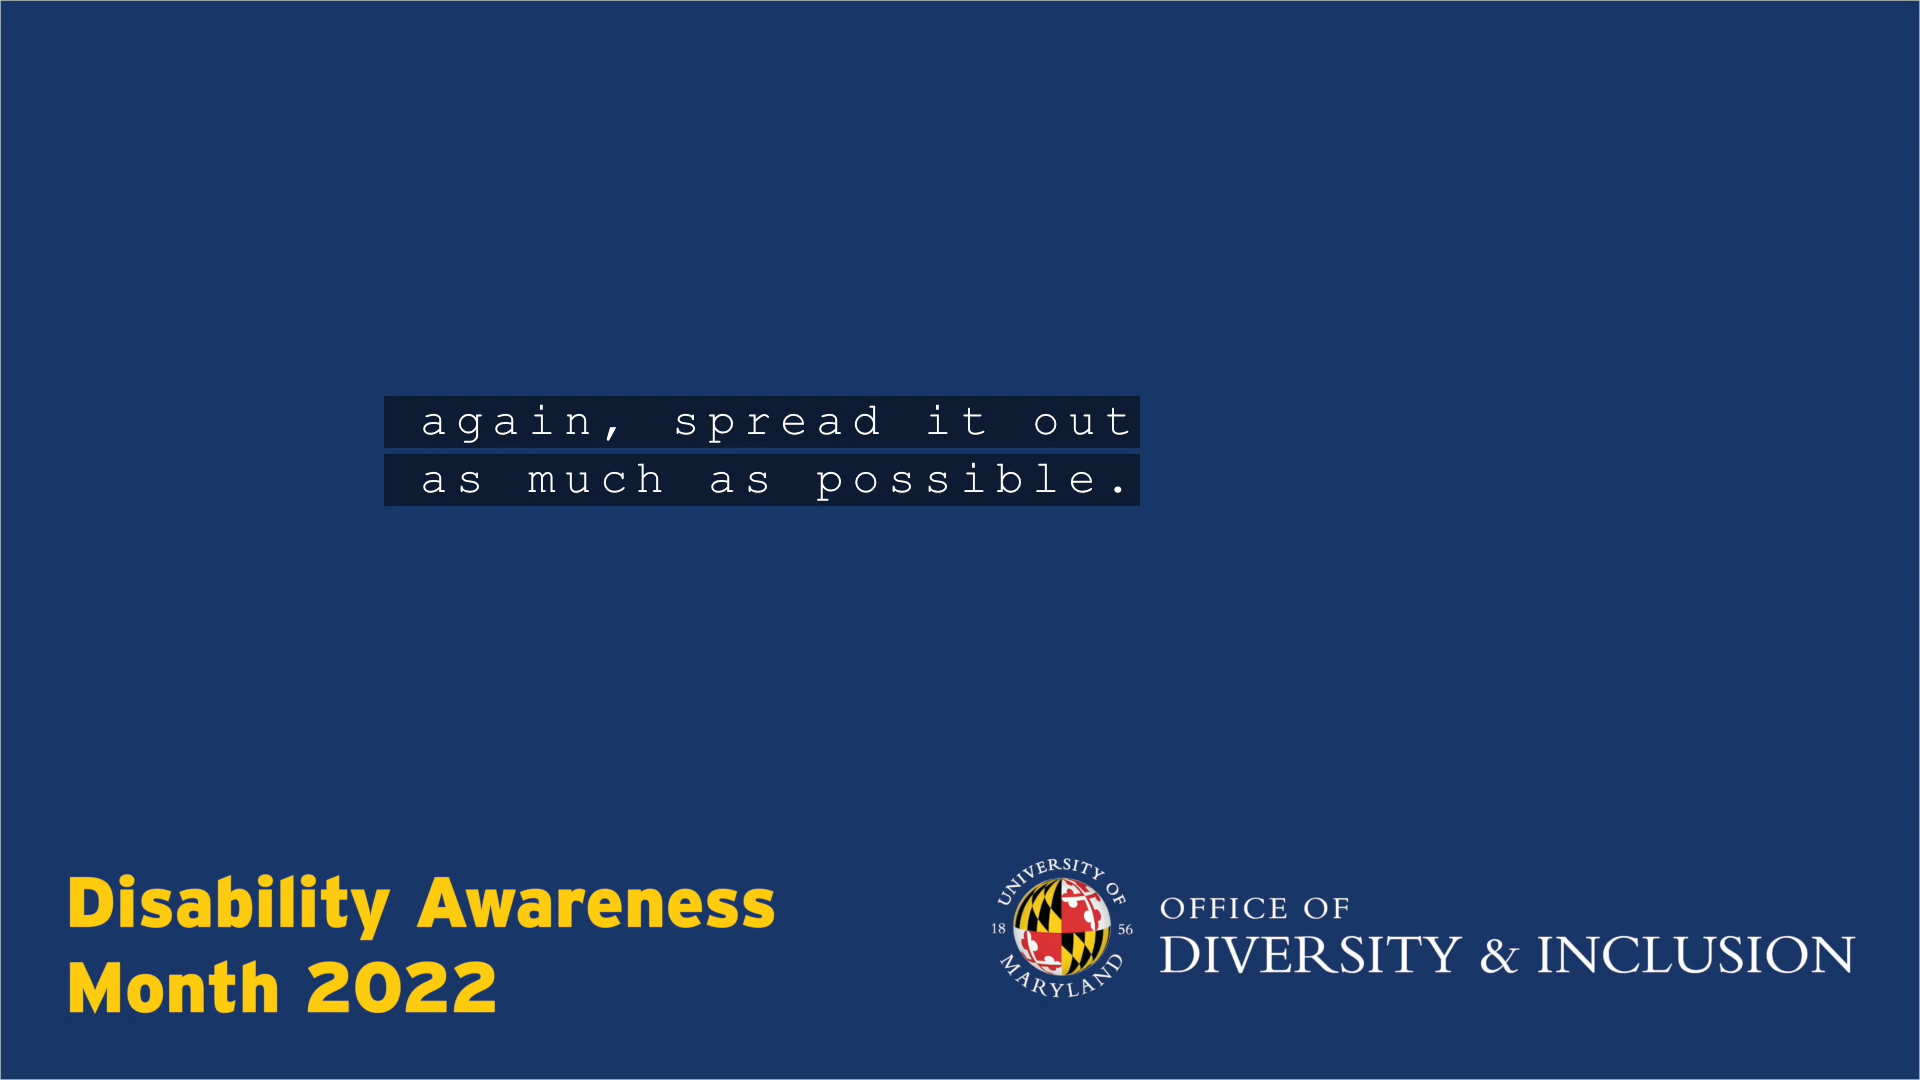 again, spread it out
as much as possible.
Disability Awareness
Month 2022
UNIVERSITY OF
18 56
MARYLAND
OFFICE OF
DIVERSITY & INCLUSION